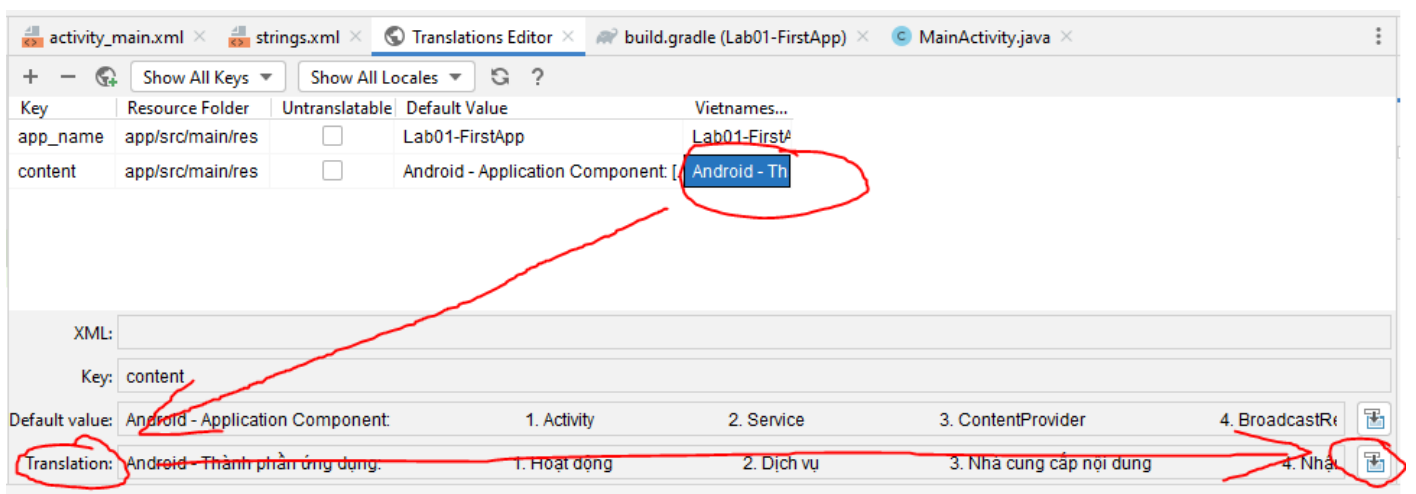 activity_main.xml strings.xml Translations Editor build.gradle (Lab01-FirstApp) MainActivity.java
Show All Keys Show All Locales ?
Key Resource Folder Untranslatable Default Value Vietnames...
app_name app/src/main/res Lab01-FirstApp Lab01-FirstA
content app/src/main/res Android - Application Component: [ Android - Th
XML:
Key: content
Default value: Android - Application Component: 1. Activity 2. Service 3. ContentProvider 4. BroadcastRe
Translation: Android - Thành phần ứng dụng: 1. Hoạt động 2. Dịch vụ 3. Nhà cung cấp nội dung 4. Nhậ